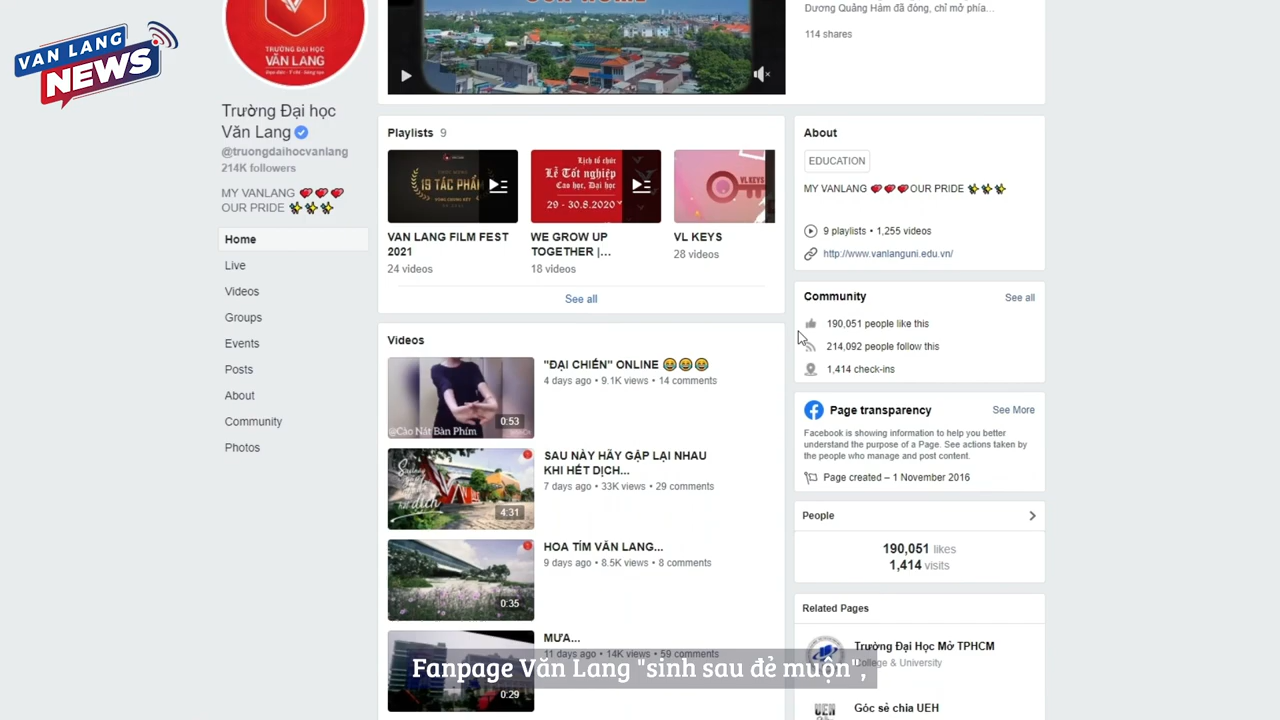 VAN LANG
NEWS
TRƯỜNG ĐẠI HỌC
VĂN LANG
Trường Đại học
Văn Lang
@truongdaihocvanlang
214K followers
MY VANLANG ❤️❤️❤️
OUR PRIDE ✨✨✨
Home
Live
Videos
Groups
Events
Posts
About
Community
Photos
OUR HOME
Playlists 9
19 TÁC PHẨM
Lịch tổ chức
Lễ Tốt nghiệp
Cao học, Đại học
29 - 30.8.2020
VL KEYS
VAN LANG FILM FEST
2021
24 videos
WE GROW UP
TOGETHER |...
18 videos
VL KEYS
28 videos
See all
Videos
@Cào Nát Bàn Phím
0:53
"ĐẠI CHIẾN" ONLINE 😂😂😂
4 days ago • 9.1K views • 14 comments
4:31
SAU NÀY HÃY GẶP LẠI NHAU
KHI HẾT DỊCH...
7 days ago • 33K views • 29 comments
0:35
HOA TÍM VĂN LANG...
9 days ago • 8.5K views • 8 comments
0:29
MƯA...
11 days ago • 14K views • 59 comments
Dương Quảng Hàm đã đóng, chỉ mở phía...
114 shares
About
EDUCATION
MY VANLANG ❤️❤️❤️OUR PRIDE ✨✨✨
9 playlists • 1,255 videos
http://www.vanlanguni.edu.vn/
Community See all
190,051 people like this
214,092 people follow this
1,414 check-ins
Page transparency See More
Facebook is showing information to help you better
understand the purpose of a Page. See actions taken by
the people who manage and post content.
Page created – 1 November 2016
People
190,051 likes
1,414 visits
Related Pages
Trường Đại Học Mở TPHCM
College & University
UEH
Góc sẻ chia UEH
Fanpage Văn Lang "sinh sau đẻ muộn",